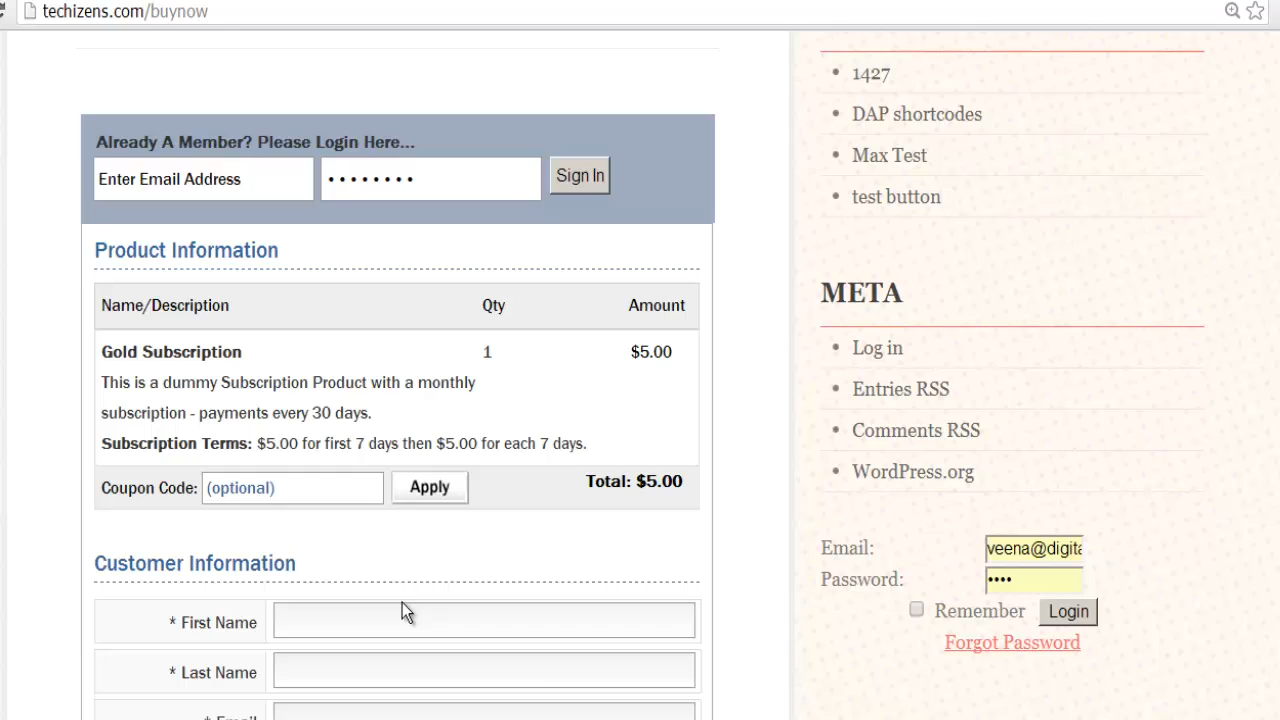 techizens.com/buynow
Already A Member? Please Login Here...
Enter Email Address
Sign In
Product Information
Name/Description Qty Amount
Gold Subscription 1 $5.00
This is a dummy Subscription Product with a monthly
subscription - payments every 30 days.
Subscription Terms: $5.00 for first 7 days then $5.00 for each 7 days.
Coupon Code: (optional) Apply Total: $5.00
Customer Information
* First Name
* Last Name
* Email
1427
DAP shortcodes
Max Test
test button
META
Log in
Entries RSS
Comments RSS
WordPress.org
Email: veena@digita
Password:
Remember Login
Forgot Password